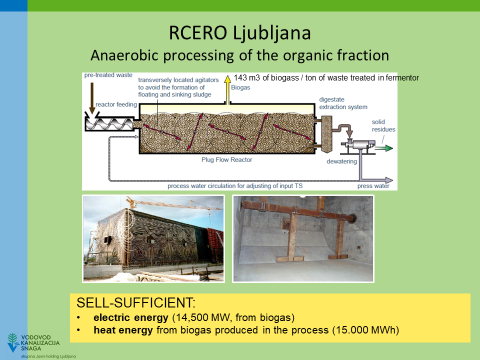 RCERO Ljubljana
Anaerobic processing of the organic fraction
pre-treated waste
transversely located agitators
to avoid the formation of
floating and sinking sludge
143 m3 of biogass / ton of waste treated in fermentor
Biogas
reactor feeding
digestate
extraction system
solid
residues
Plug Flow Reactor
dewatering
process water circulation for adjusting of input TS
press water
SELL-SUFFICIENT:
• electric energy (14,500 MW, from biogas)
• heat energy from biogas produced in the process (15.000 MWh)
VODOVOD
KANALIZACIJA
SNAGA